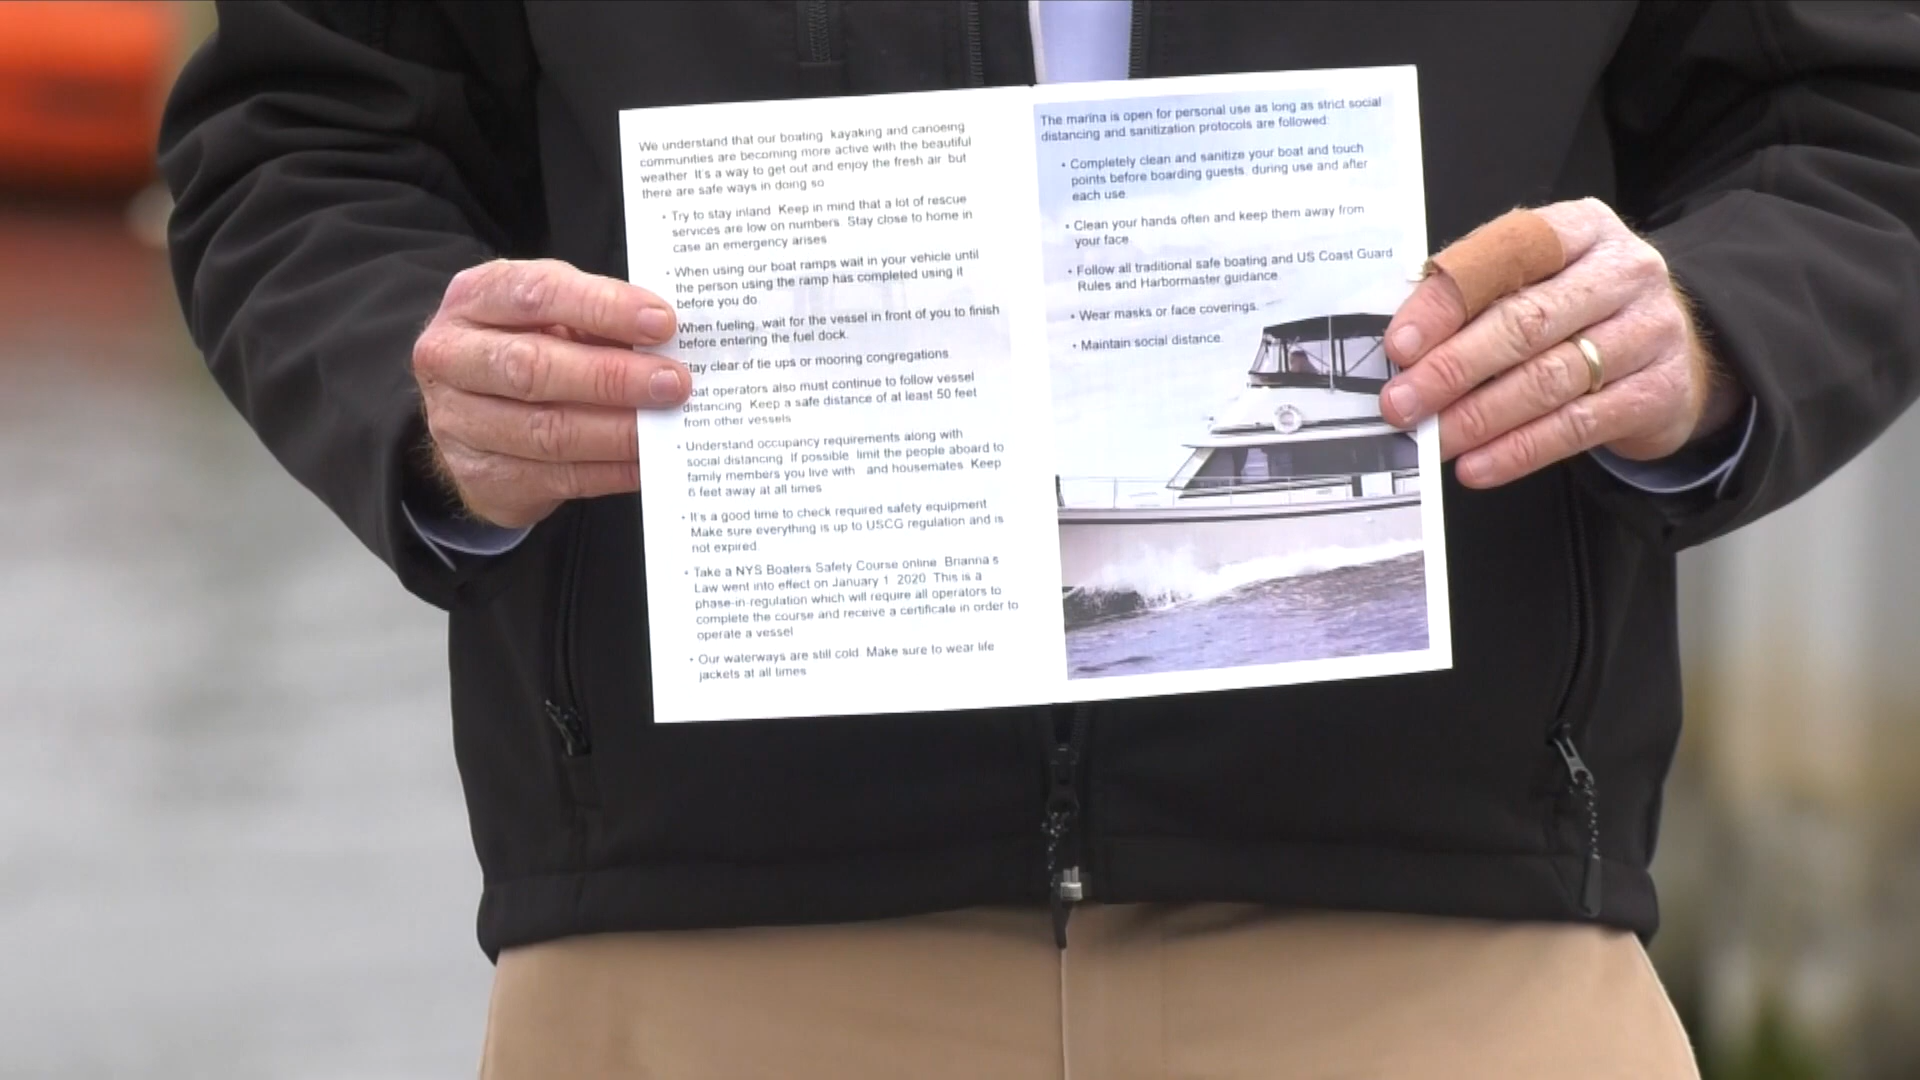 We understand that our boating kayaking and canoeing
communities are becoming more active with the beautiful
weather It's a way to get out and enjoy the fresh air but
there are safe ways in doing so
• Try to stay inland Keep in mind that a lot of rescue
services are low on numbers Stay close to home in
case an emergency arises
• When using our boat ramps wait in your vehicle until
the person using the ramp has completed using it
before you do
When fueling, wait for the vessel in front of you to finish
before entering the fuel dock.
tay clear of tie ups or mooring congregations
oat operators also must continue to follow vessel
distancing Keep a safe distance of at least 50 feet
from other vessels
• Understand occupancy requirements along with
social distancing If possible limit the people aboard to
family members you live with and housemates Keep
6 feet away at all times
• It's a good time to check required safety equipment
Make sure everything is up to USCG regulation and is
not expired
• Take a NYS Boaters Safety Course online Brianna s
Law went into effect on January 1 2020 This is a
phase-in-regulation which will require all operators to
complete the course and receive a certificate in order to
operate a vessel
• Our waterways are still cold Make sure to wear life
jackets at all times
The marina is open for personal use as long as strict social
distancing and sanitization protocols are followed:
• Completely clean and sanitize your boat and touch
points before boarding guests, during use and after
each use.
• Clean your hands often and keep them away from
your face.
• Follow all traditional safe boating and US Coast Guard
Rules and Harbormaster guidance.
• Wear masks or face coverings.
• Maintain social distance.